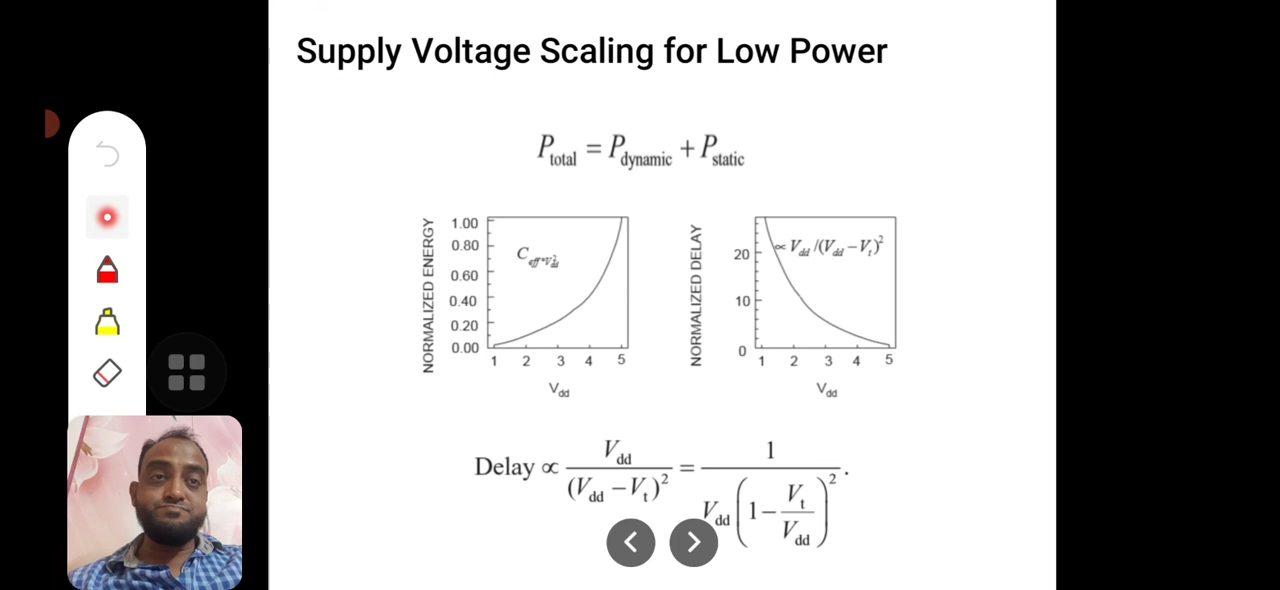 Supply Voltage Scaling for Low Power
P_total = P_dynamic + P_static
NORMALIZED ENERGY
1.00
0.80
0.60
0.40
0.20
0.00
C_eff*V²_dd
1 2 3 4 5
V_dd
NORMALIZED DELAY
20
10
0
∝ V_dd /(V_dd − V_t)²
1 2 3 4 5
V_dd
Delay ∝ V_dd / (V_dd − V_t)² = 1 / V_dd (1 − V_t / V_dd)² .